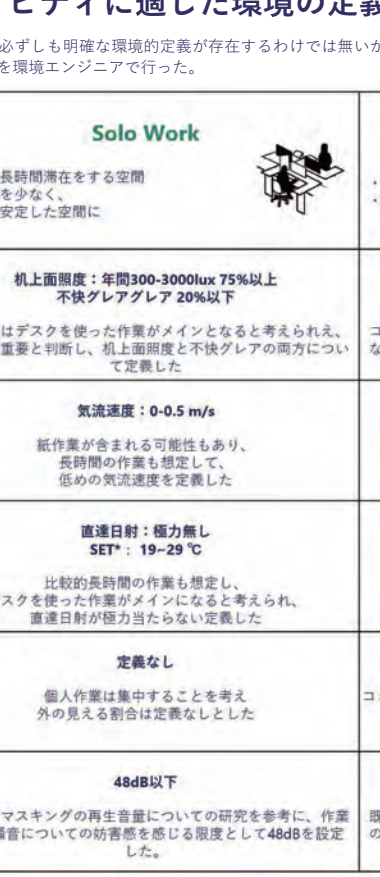 ビティに適した環境の定義
必ずしも明確な環境的定義が存在するわけでは無いか
を環境エンジニアで行った。
Solo Work
長時間滞在をする空間
を少なく、
安定した空間に
机上面照度：年間300-3000lux 75%以上
不快グレアグレア 20%以下
はデスクを使った作業がメインとなると考えられえ、
重要と判断し、机上面照度と不快グレアの両方につい
て定義した
気流速度：0-0.5 m/s
紙作業が含まれる可能性もあり、
長時間の作業も想定して、
低めの気流速度を定義した
直達日射：極力無し
SET*： 19~29 ℃
比較的長時間の作業も想定し、
スクを使った作業がメインになると考えられ、
直達日射が極力当たらない定義した
定義なし
個人作業は集中することを考え
外の見える割合は定義なしとした
48dB以下
マスキングの再生音量についての研究を参考に、作業
騒音についての妨害感を感じる限度として48dBを設定
した。
コ
な
コ
既
の